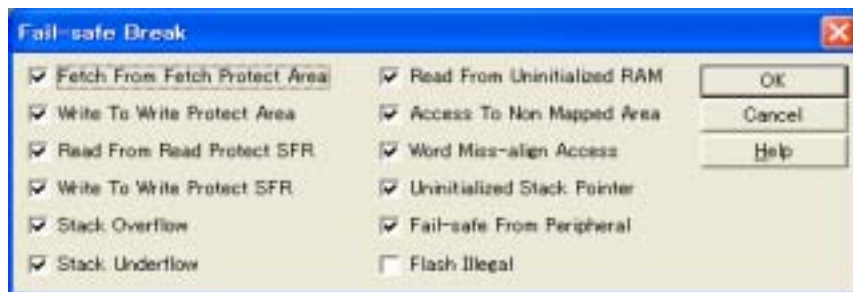 Fail-safe Break
Fetch From Fetch Protect Area
Write To Write Protect Area
Read From Read Protect SFR
Write To Write Protect SFR
Stack Overflow
Stack Underflow
Read From Uninitialized RAM
Access To Non Mapped Area
Word Miss-align Access
Uninitialized Stack Pointer
Fail-safe From Peripheral
Flash Illegal
OK
Cancel
Help